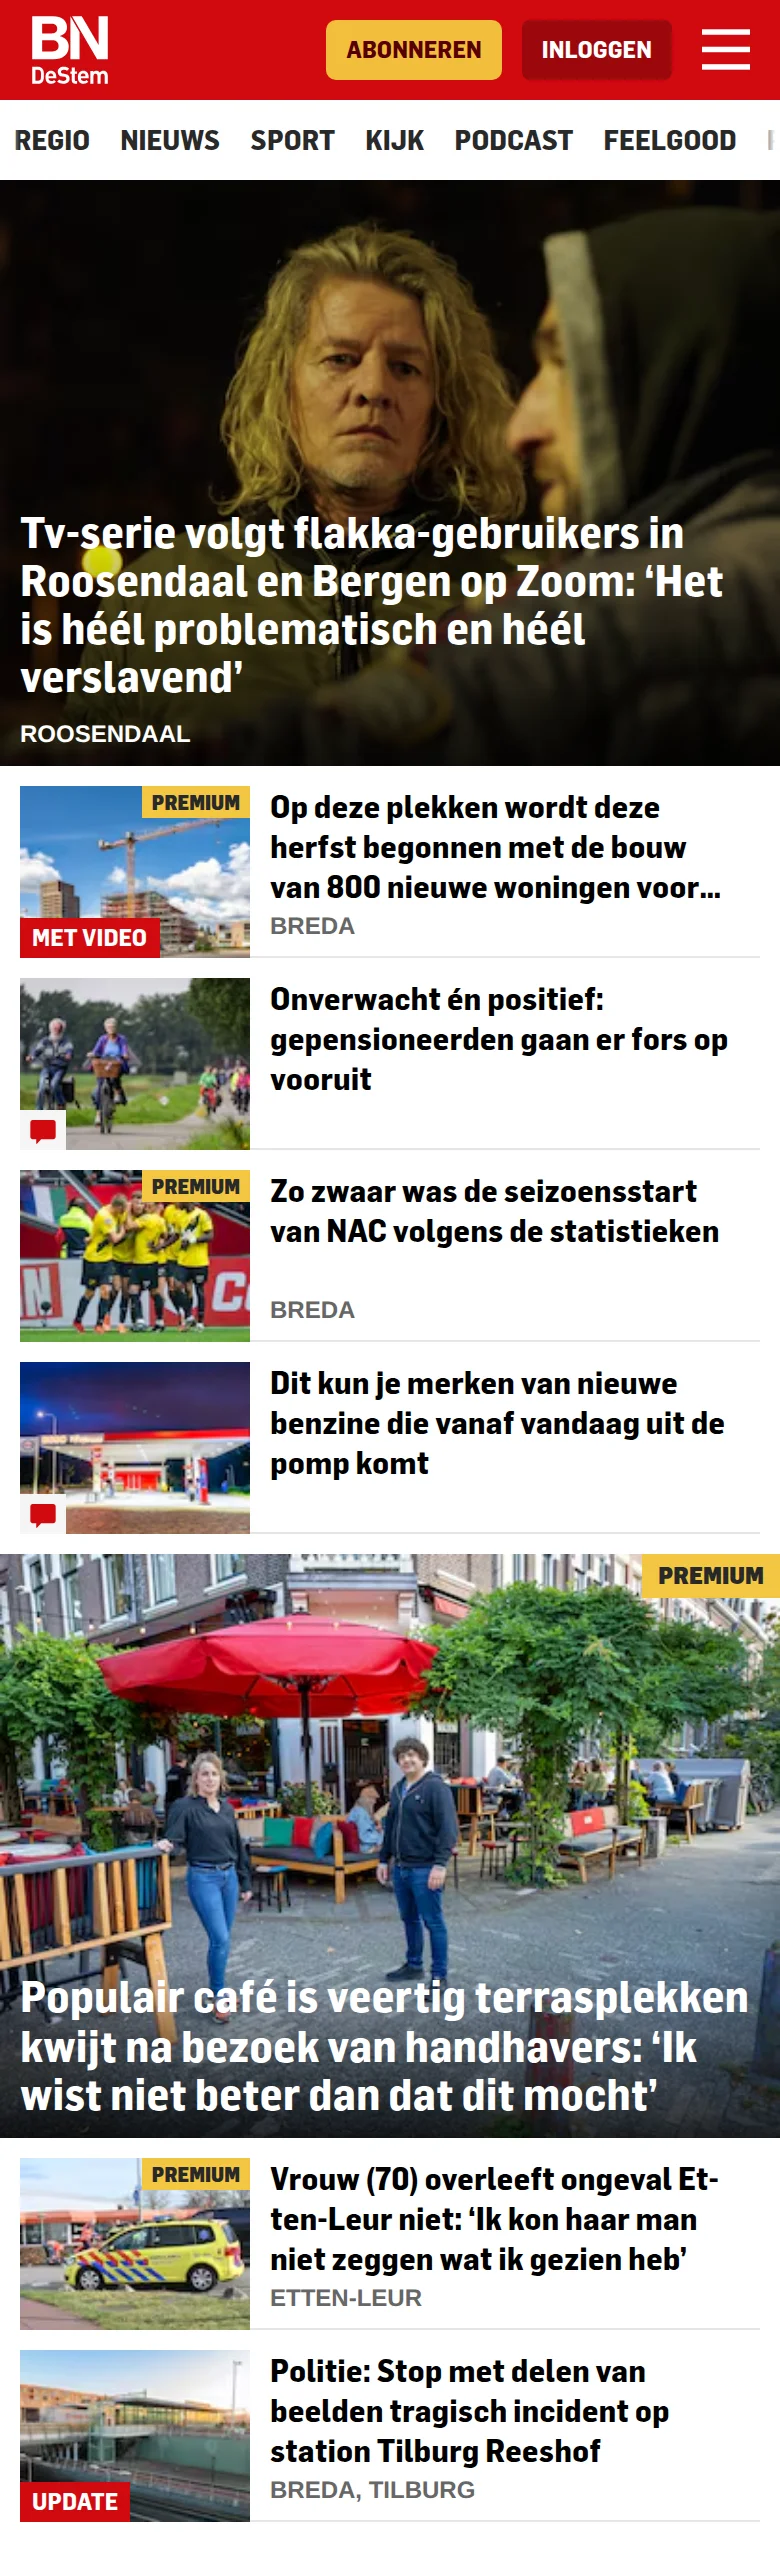 BN
DeStem
ABONNEREN
INLOGGEN
REGIO NIEUWS SPORT KIJK PODCAST FEELGOOD
Tv-serie volgt flakka-gebruikers in
Roosendaal en Bergen op Zoom: ‘Het
is héél problematisch en héél
verslavend’
ROOSENDAAL
PREMIUM
MET VIDEO
Op deze plekken wordt deze
herfst begonnen met de bouw
van 800 nieuwe woningen voor...
BREDA
Onverwacht én positief:
gepensioneerden gaan er fors op
vooruit
PREMIUM
Zo zwaar was de seizoensstart
van NAC volgens de statistieken
BREDA
Dit kun je merken van nieuwe
benzine die vanaf vandaag uit de
pomp komt
PREMIUM
Populair café is veertig terrasplekken
kwijt na bezoek van handhavers: ‘Ik
wist niet beter dan dat dit mocht’
PREMIUM
Vrouw (70) overleeft ongeval Et-
ten-Leur niet: ‘Ik kon haar man
niet zeggen wat ik gezien heb’
ETTEN-LEUR
UPDATE
Politie: Stop met delen van
beelden tragisch incident op
station Tilburg Reeshof
BREDA, TILBURG